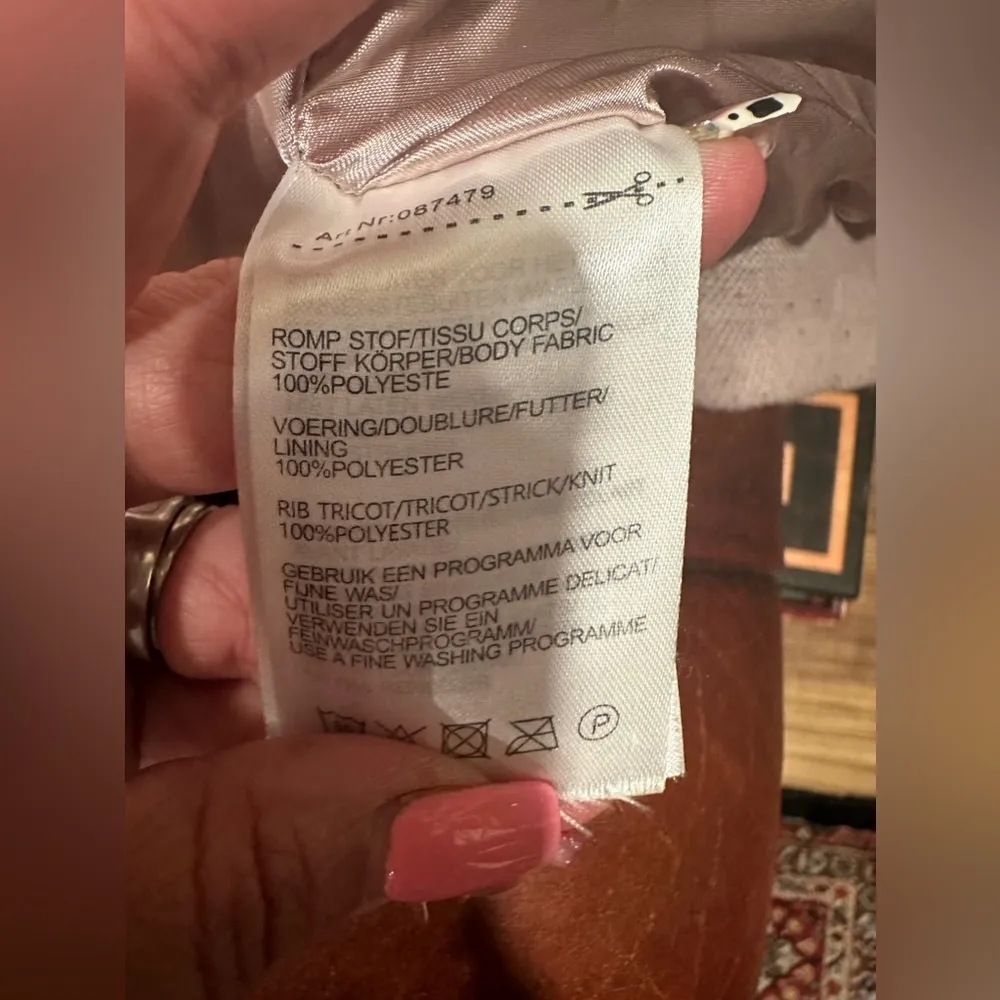 Art Nr:087479
ROMP STOF/TISSU CORPS/
STOFF KÖRPER/BODY FABRIC
100%POLYESTE
VOERING/DOUBLURE/FUTTER/
LINING
100%POLYESTER
RIB TRICOT/TRICOT/STRICK/KNIT
100%POLYESTER
GEBRUIK EEN PROGRAMMA VOOR
FIJNE WAS/
UTILISER UN PROGRAMME DELICAT/
VERWENDEN SIE EIN
FEINWASCHPROGRAMM/
USE A FINE WASHING PROGRAMME
P